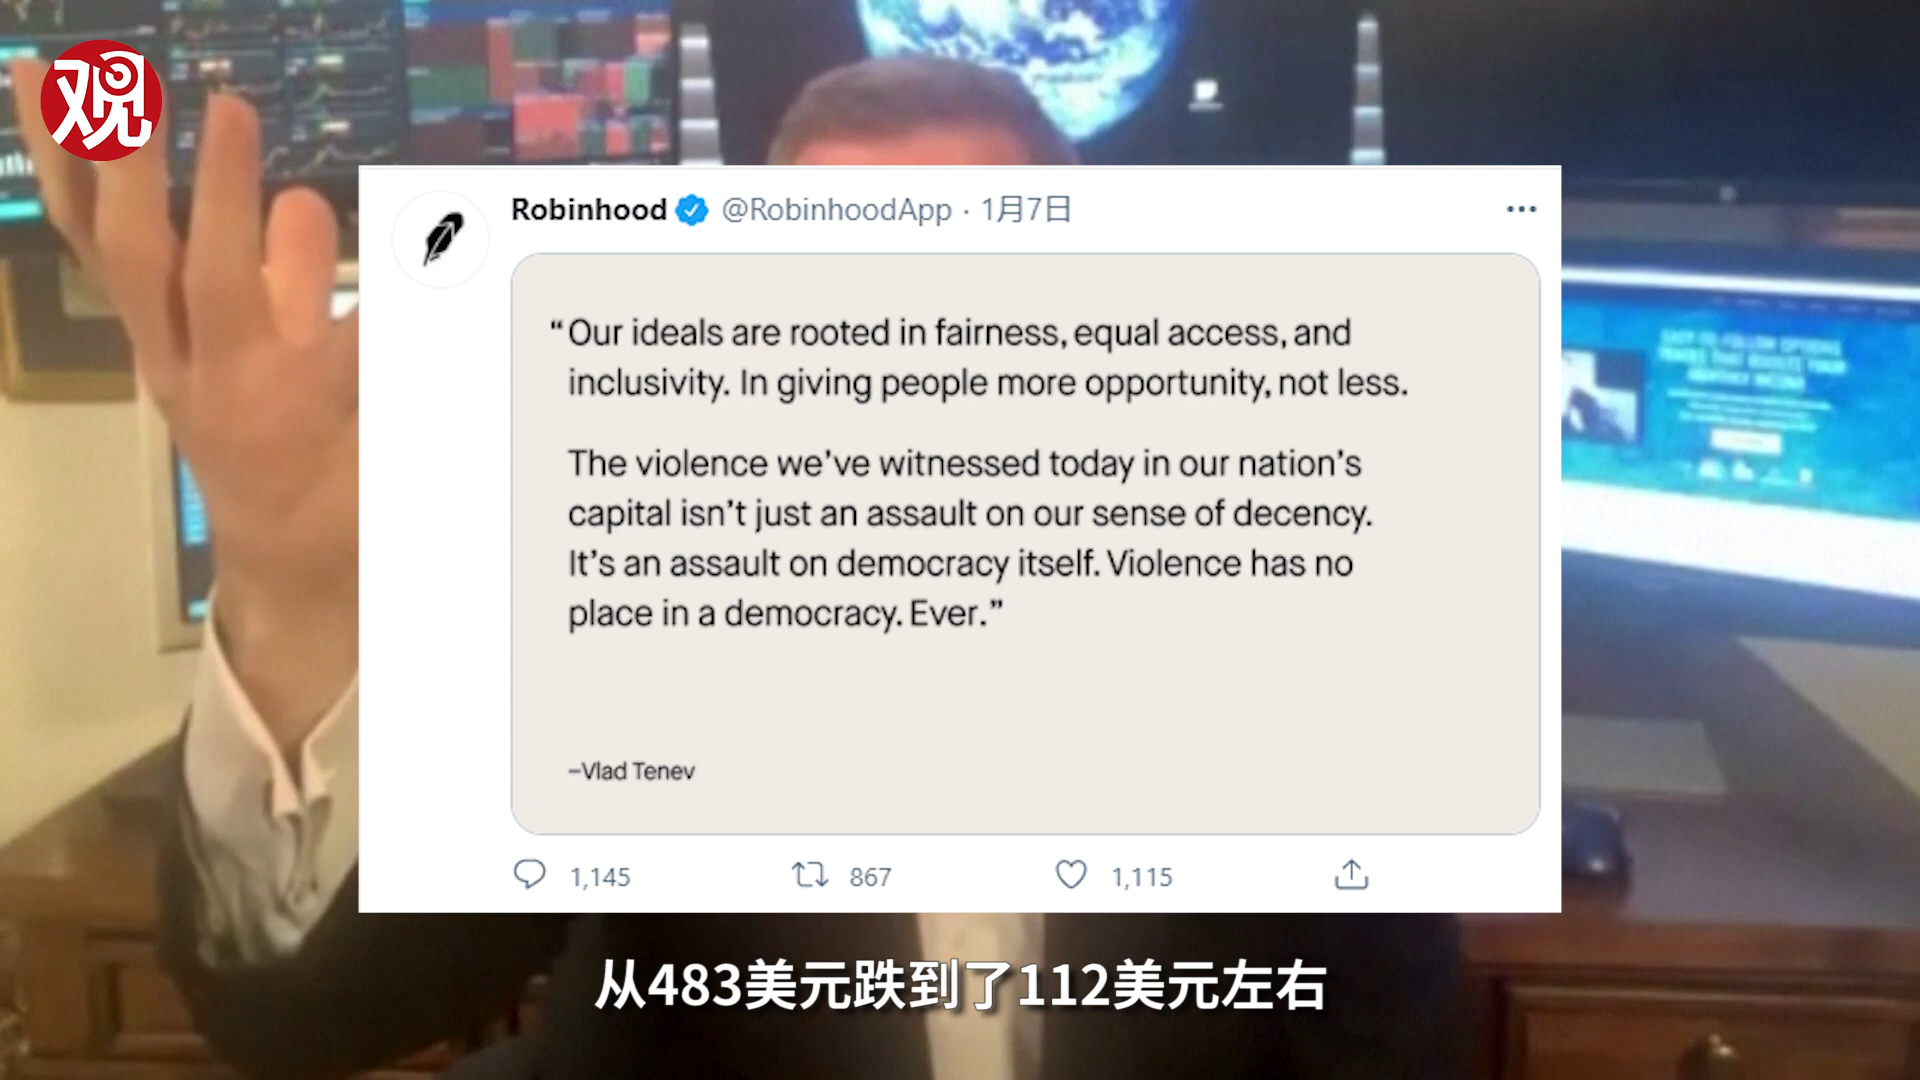 观
Robinhood @RobinhoodApp · 1月7日
“Our ideals are rooted in fairness, equal access, and
inclusivity. In giving people more opportunity, not less.
The violence we’ve witnessed today in our nation’s
capital isn’t just an assault on our sense of decency.
It’s an assault on democracy itself. Violence has no
place in a democracy. Ever.”
–Vlad Tenev
1,145 867 1,115
从483美元跌到了112美元左右